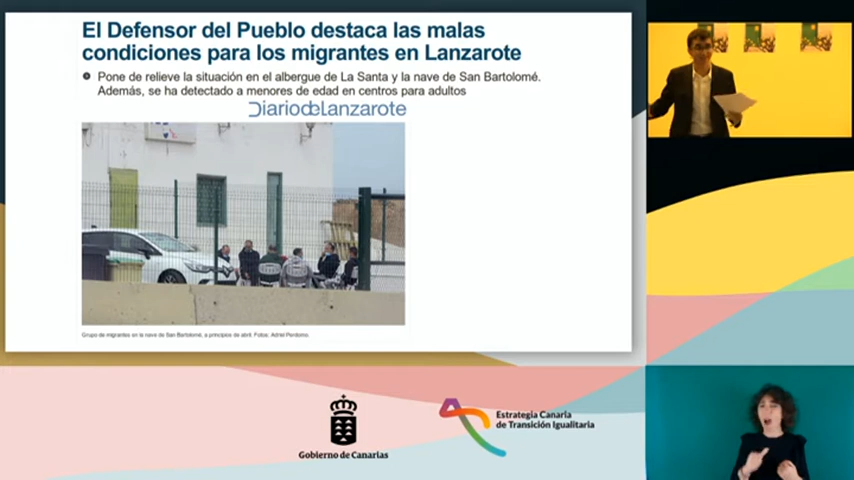 El Defensor del Pueblo destaca las malas
condiciones para los migrantes en Lanzarote
Pone de relieve la situación en el albergue de La Santa y la nave de San Bartolomé.
Además, se ha detectado a menores de edad en centros para adultos
DiariodeLanzarote
Grupo de migrantes en la nave de San Bartolomé, a principios de abril. Fotos: Adriel Perdomo.
Gobierno de Canarias
Estrategia Canaria
de Transición Igualitaria